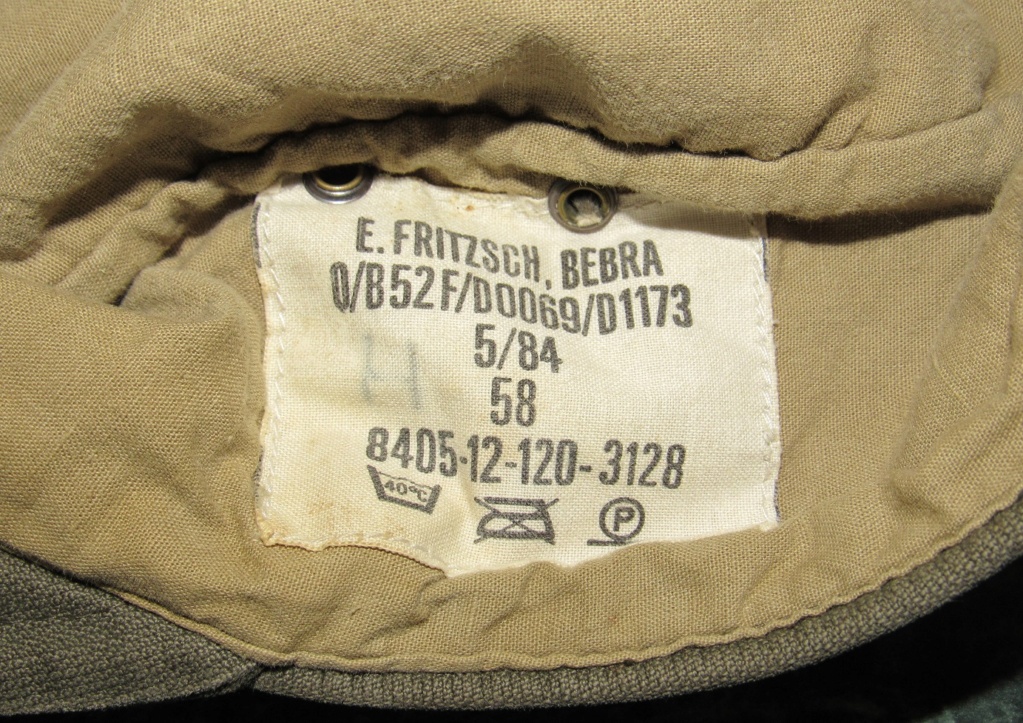 E. FRITZSCH, BEBRA
Q/B52F/D0069/D1173
5/84
H
58
8405-12-120-3128
40°C
P